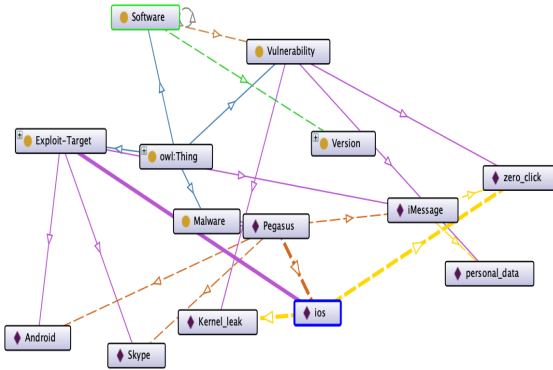 Software
Vulnerability
Exploit-Target
owl:Thing
Version
zero_click
iMessage
Malware
Pegasus
personal_data
Kernel_leak
ios
Android
Skype